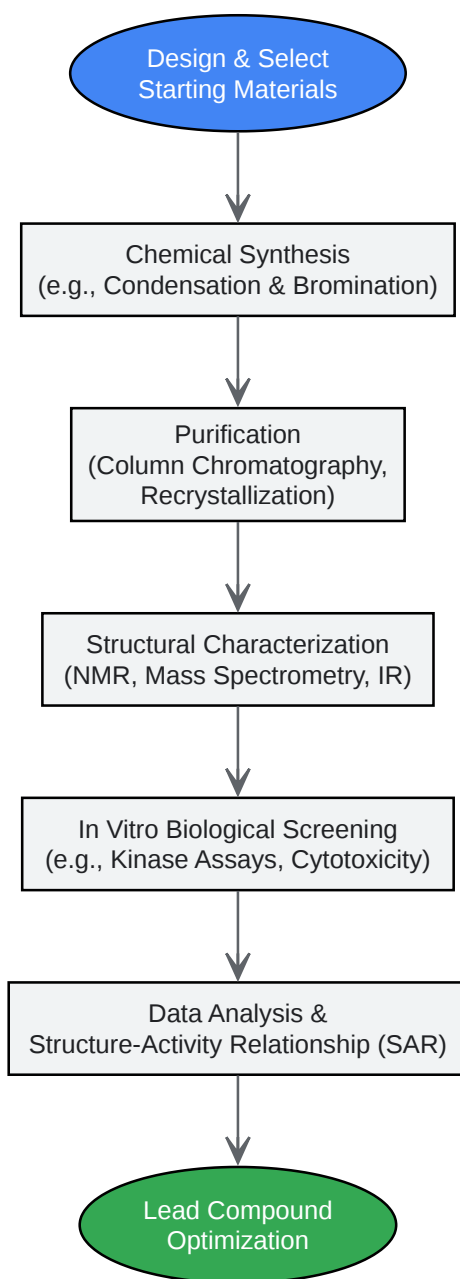 Design & Select
Starting Materials
Chemical Synthesis
(e.g., Condensation & Bromination)
Purification
(Column Chromatography,
Recrystallization)
Structural Characterization
(NMR, Mass Spectrometry, IR)
In Vitro Biological Screening
(e.g., Kinase Assays, Cytotoxicity)
Data Analysis &
Structure-Activity Relationship (SAR)
Lead Compound
Optimization